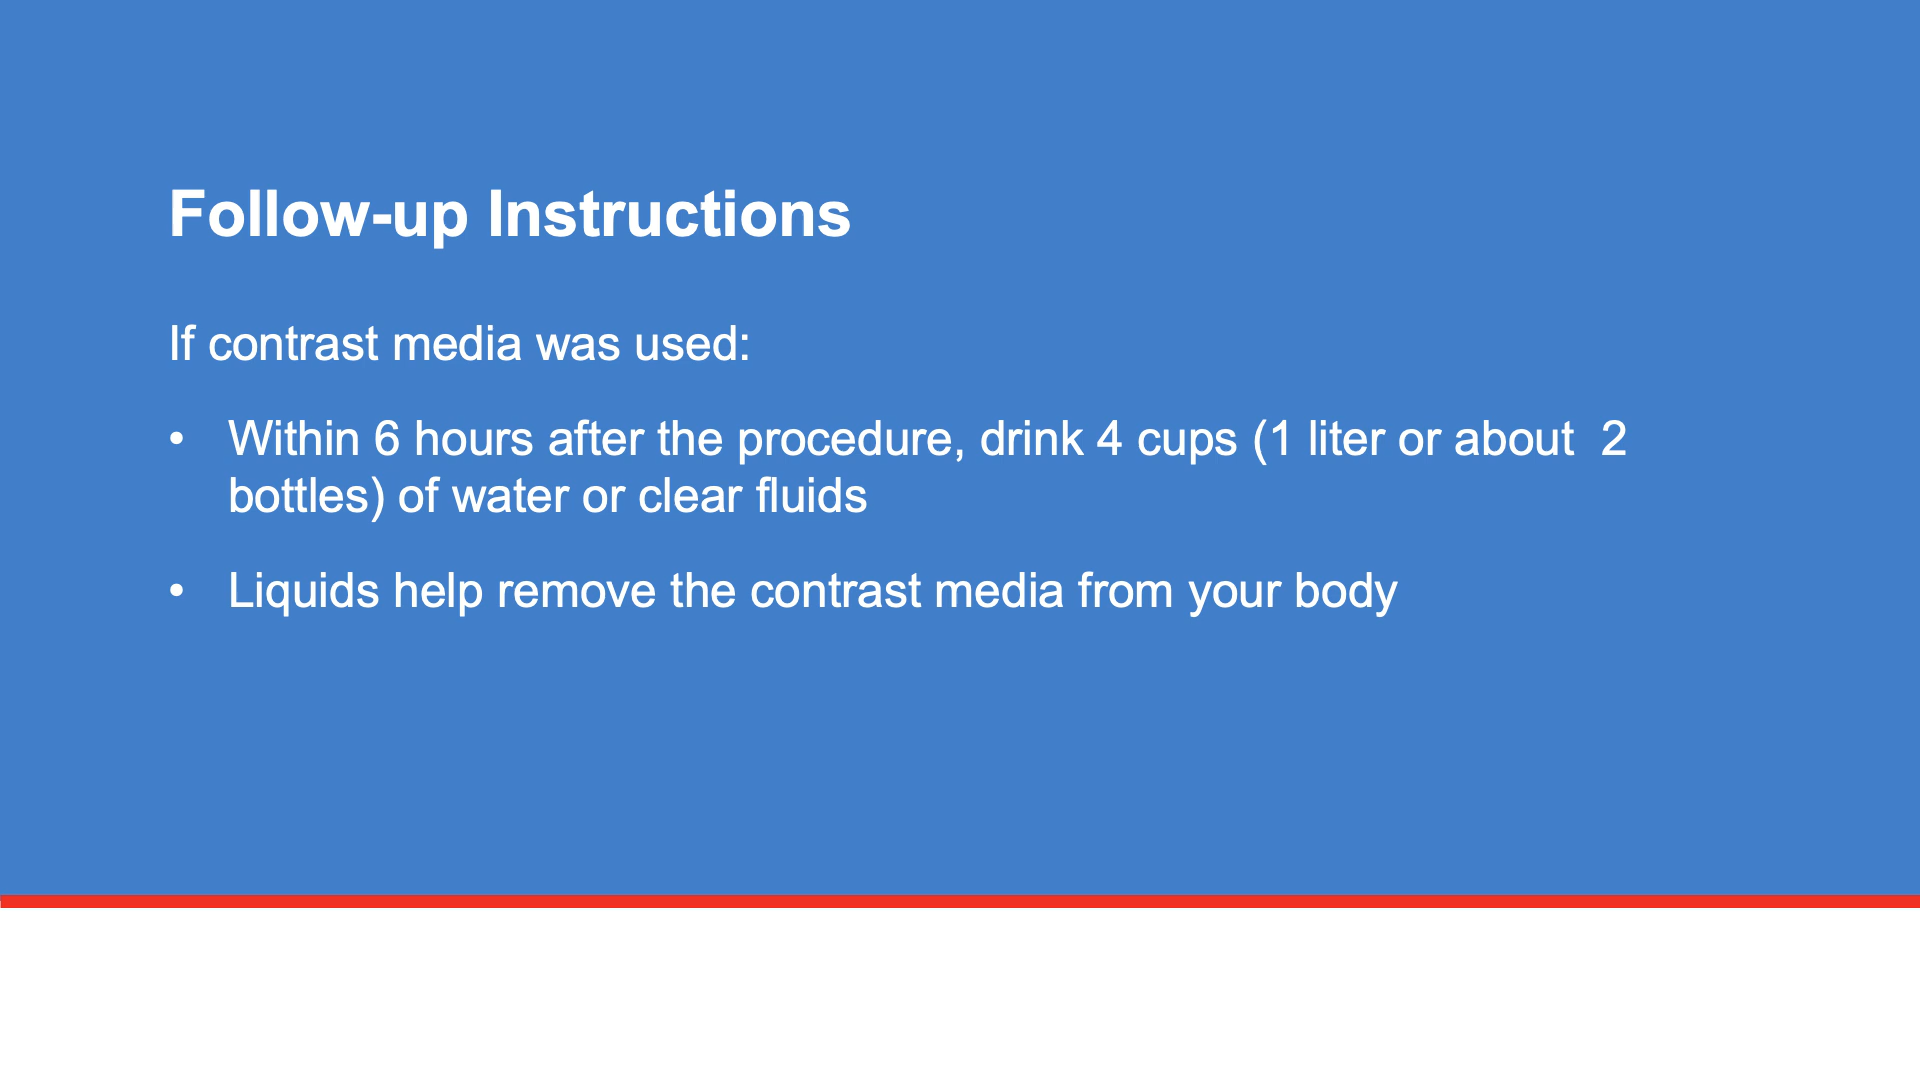 Follow-up Instructions
If contrast media was used:
• Within 6 hours after the procedure, drink 4 cups (1 liter or about  2
bottles) of water or clear fluids
• Liquids help remove the contrast media from your body